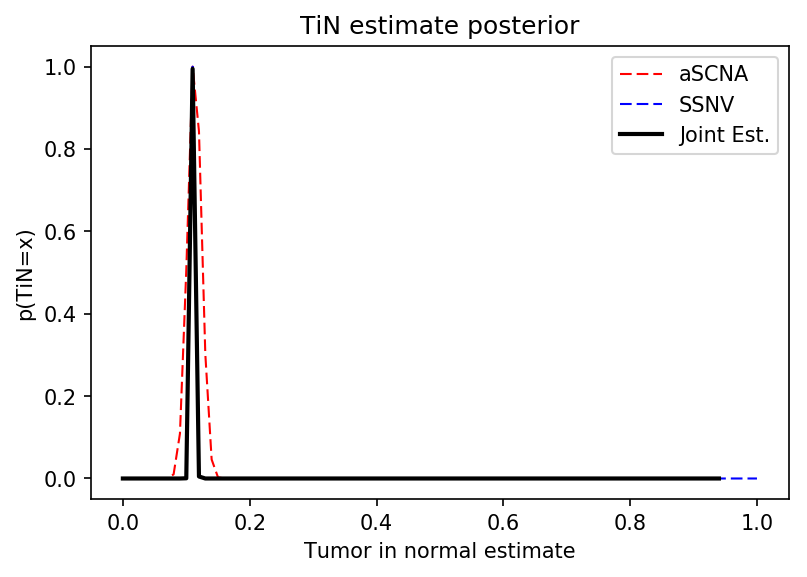 TiN estimate posterior
aSCNA
SSNV
Joint Est.
p(TiN=x)
1.0
0.8
0.6
0.4
0.2
0.0
0.0 0.2 0.4 0.6 0.8 1.0
Tumor in normal estimate